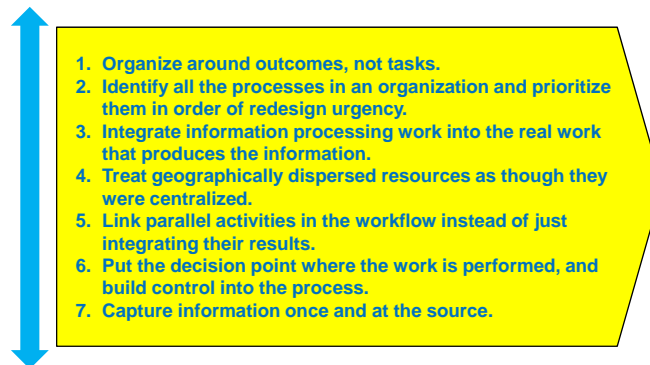 1. Organize around outcomes, not tasks.
2. Identify all the processes in an organization and prioritize
them in order of redesign urgency.
3. Integrate information processing work into the real work
that produces the information.
4. Treat geographically dispersed resources as though they
were centralized.
5. Link parallel activities in the workflow instead of just
integrating their results.
6. Put the decision point where the work is performed, and
build control into the process.
7. Capture information once and at the source.